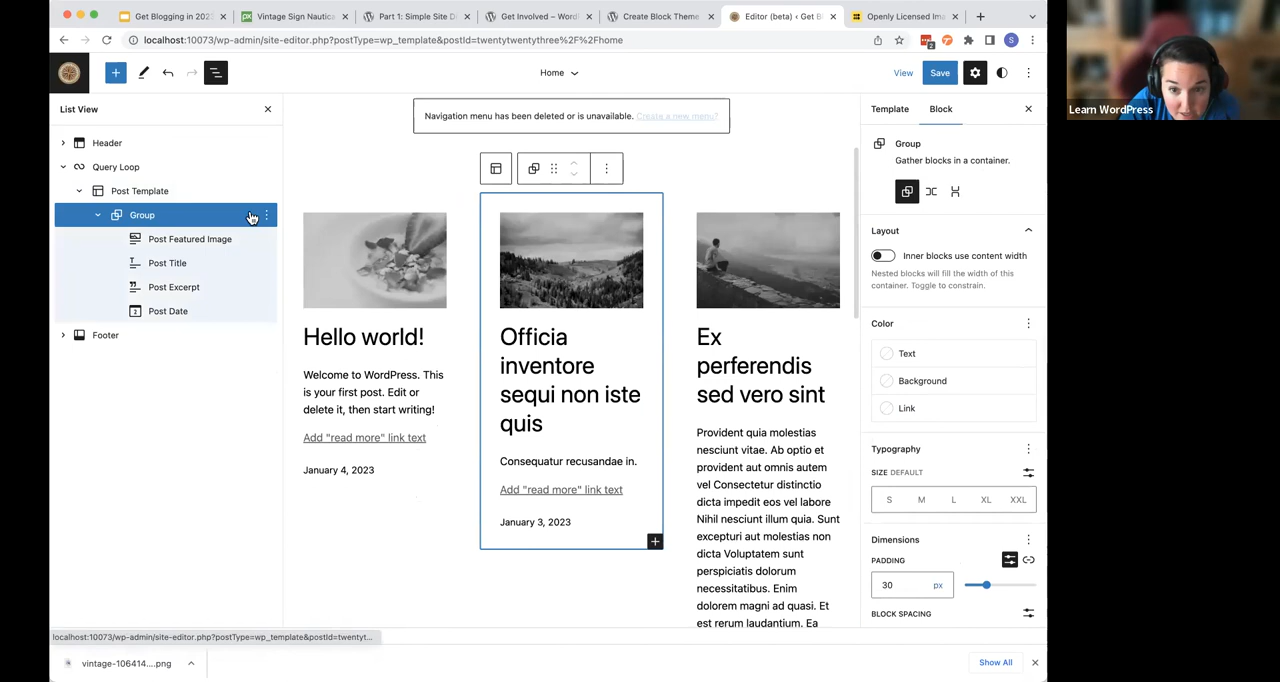 Get Blogging in 2023
Vintage Sign Nautica
Part 1: Simple Site D
Get Involved – Word
Create Block Theme
Editor (beta) ‹ Get B
Openly Licensed Ima
localhost:10073/wp-admin/site-editor.php?postType=wp_template&postId=twentytwentythree%2F%2Fhome
2
S
Home
View
Save
List View
Header
Query Loop
Post Template
Group
Post Featured Image
Post Title
Post Excerpt
Post Date
Footer
Navigation menu has been deleted or is unavailable. Create a new menu?
Hello world!
Welcome to WordPress. This
is your first post. Edit or
delete it, then start writing!
Add "read more" link text
January 4, 2023
Officia
inventore
sequi non iste
quis
Consequatur recusandae in.
Add "read more" link text
January 3, 2023
Ex
perferendis
sed vero sint
Provident quia molestias
nesciunt vitae. Ab optio et
provident aut omnis autem
vel Consectetur distinctio
dicta impedit eos vel labore
Nihil nesciunt illum quia. Sunt
excepturi aut molestias non
dicta Voluptatem sunt
perspiciatis dolorum
necessitatibus. Enim
dolorem magni ad quasi. Et
est rerum laudantium. Ea
Template
Block
Group
Gather blocks in a container.
Layout
Inner blocks use content width
Nested blocks will fill the width of this
container. Toggle to constrain.
Color
Text
Background
Link
Typography
SIZE DEFAULT
S M L XL XXL
Dimensions
PADDING
30 px
BLOCK SPACING
localhost:10073/wp-admin/site-editor.php?postType=wp_template&postId=twentyt...
vintage-106414....png
Show All
Learn WordPress